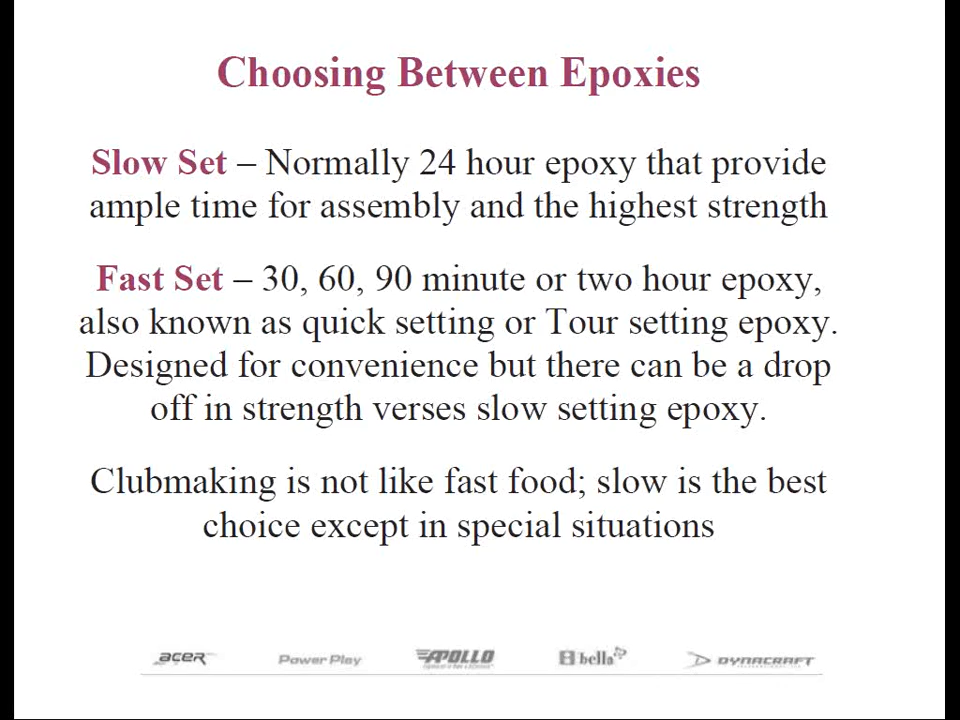 Choosing Between Epoxies
Slow Set – Normally 24 hour epoxy that provide
ample time for assembly and the highest strength
Fast Set – 30, 60, 90 minute or two hour epoxy,
also known as quick setting or Tour setting epoxy.
Designed for convenience but there can be a drop
off in strength verses slow setting epoxy.
Clubmaking is not like fast food; slow is the best
choice except in special situations
acer Power Play APOLLO bella DYNACRAFT